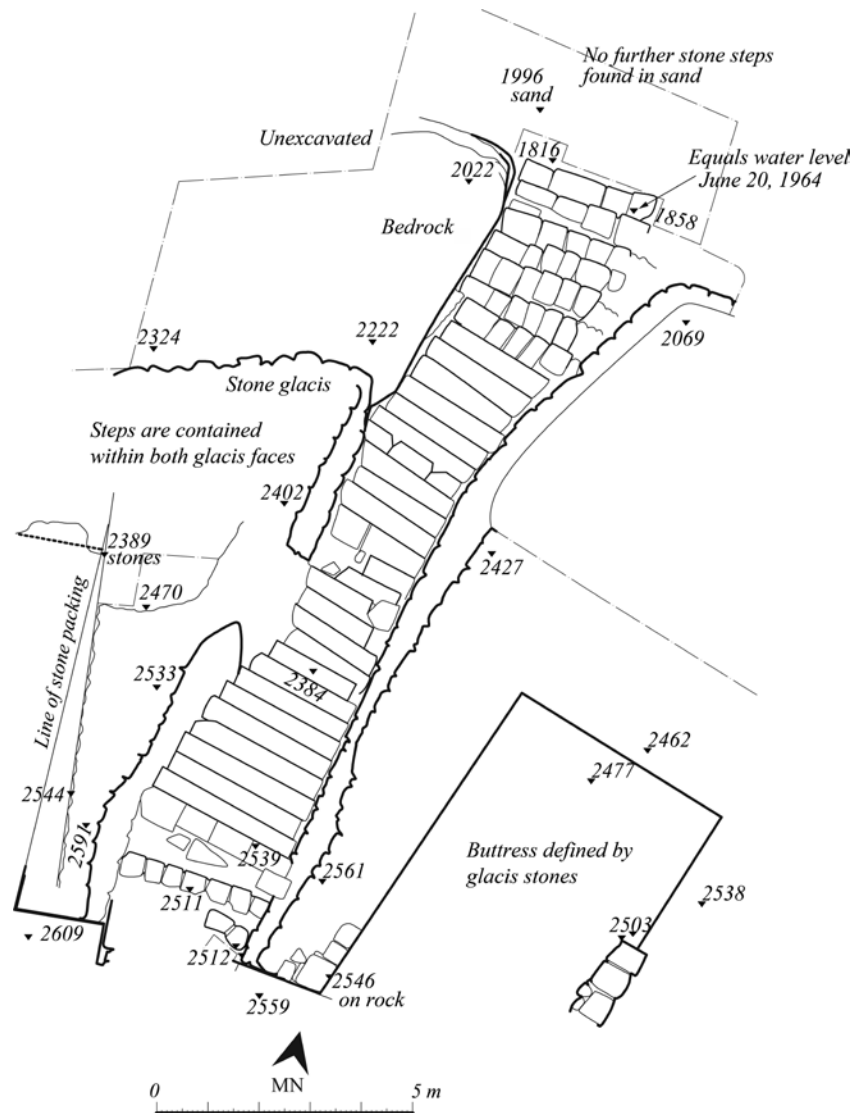 No further stone steps
found in sand
1996
sand
Unexcavated
1816
Equals water level
June 20, 1964
2022
1858
Bedrock
2324
2222
2069
Stone glacis
Steps are contained
within both glacis faces
2402
2389
stones
2427
2470
Line of stone packing
2533
2384
2462
2477
2544
2591
2539
Buttress defined by
glacis stones
2561
2511
2538
2503
2609
2512
2546
on rock
2559
MN
0
5 m